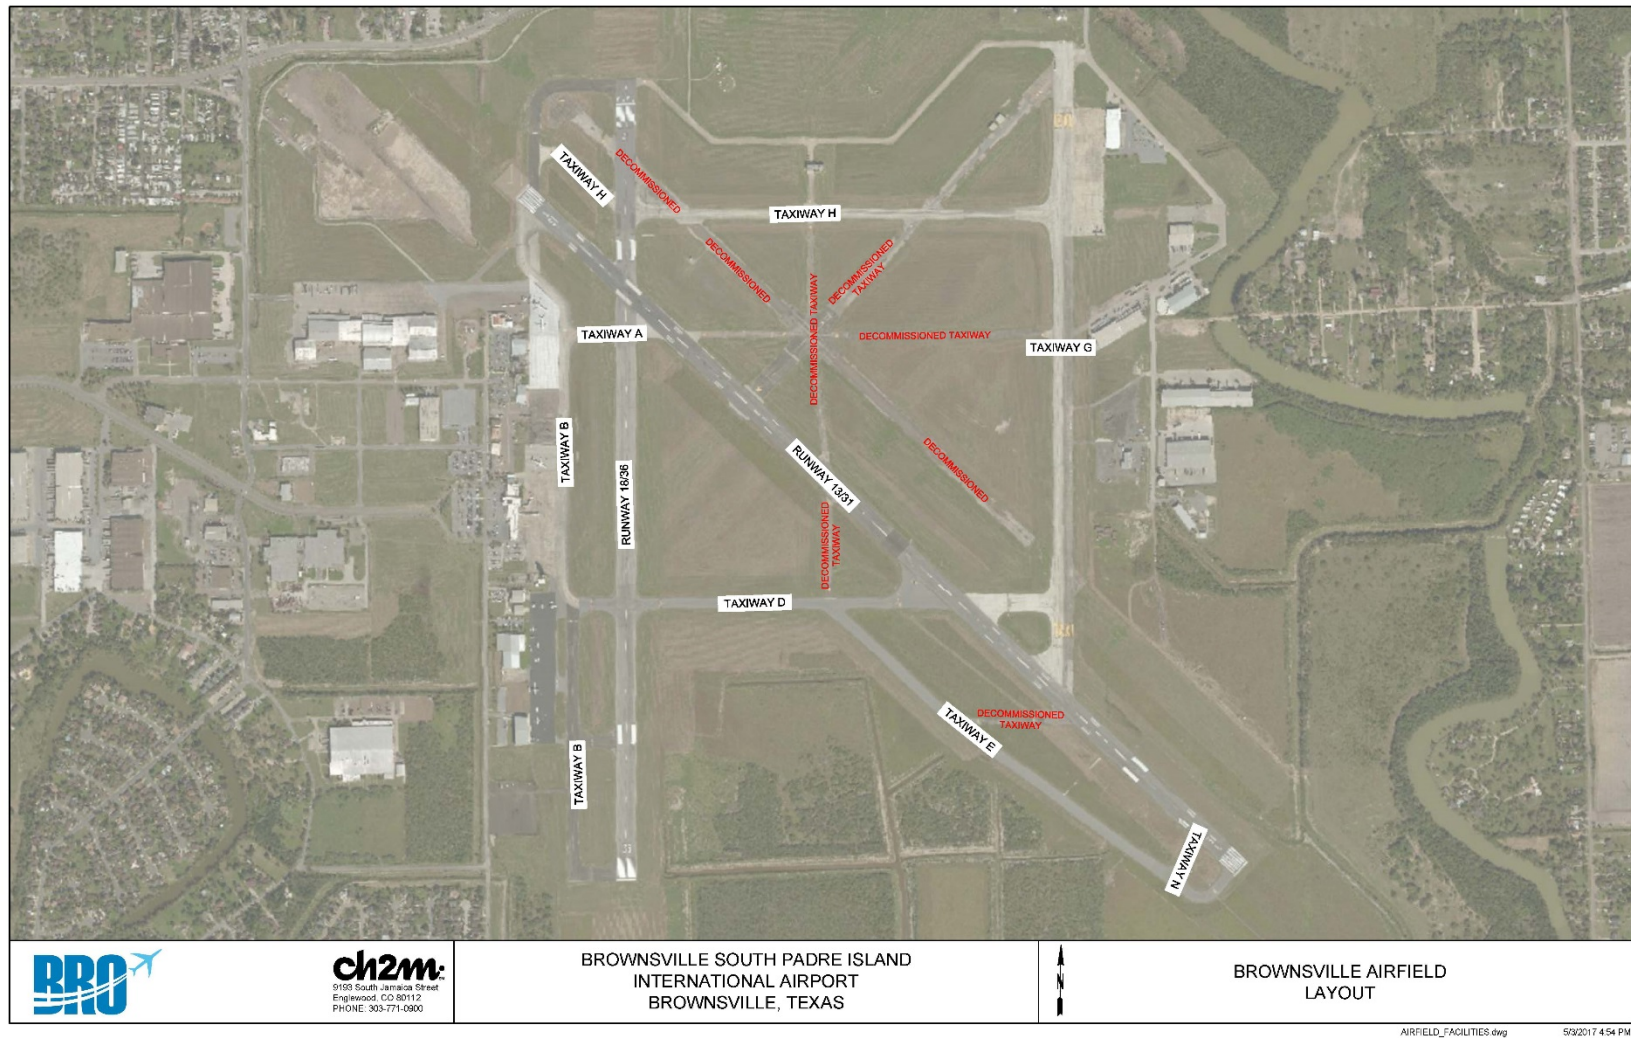 DECOMMISSIONED
TAXIWAY H
TAXIWAY H
DECOMMISSIONED
DECOMMISSIONED
TAXIWAY
DECOMMISSIONED TAXIWAY
TAXIWAY A
DECOMMISSIONED TAXIWAY
TAXIWAY G
TAXIWAY B
RUNWAY 18/36
RUNWAY 13/31
DECOMMISSIONED
DECOMMISSIONED
TAXIWAY
TAXIWAY D
TAXIWAY E
DECOMMISSIONED
TAXIWAY
TAXIWAY B
TAXIWAY N
BRO
ch2m:
9193 South Jamaica Street
Englewood, CO 80112
PHONE: 303-771-0900
BROWNSVILLE SOUTH PADRE ISLAND
INTERNATIONAL AIRPORT
BROWNSVILLE, TEXAS
N
BROWNSVILLE AIRFIELD
LAYOUT
AIRFIELD_FACILITIES.dwg
5/3/2017 4:54 PM